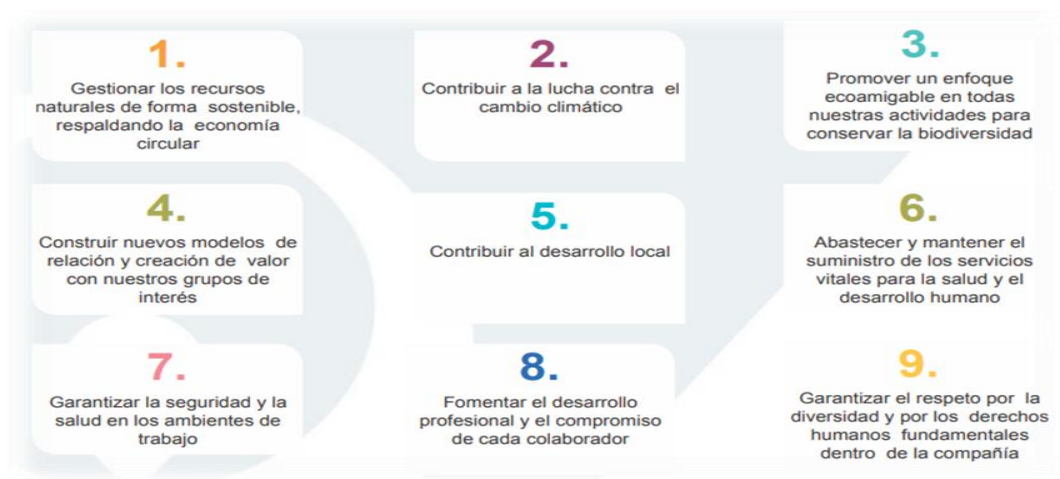 1.
Gestionar los recursos
naturales de forma sostenible,
respaldando la economía
circular
2.
Contribuir a la lucha contra el
cambio climático
3.
Promover un enfoque
ecoamigable en todas
nuestras actividades para
conservar la biodiversidad
4.
Construir nuevos modelos de
relación y creación de valor
con nuestros grupos de
interés
5.
Contribuir al desarrollo local
6.
Abastecer y mantener el
suministro de los servicios
vitales para la salud y el
desarrollo humano
7.
Garantizar la seguridad y la
salud en los ambientes de
trabajo
8.
Fomentar el desarrollo
profesional y el compromiso
de cada colaborador
9.
Garantizar el respeto por la
diversidad y por los derechos
humanos fundamentales
dentro de la compañía